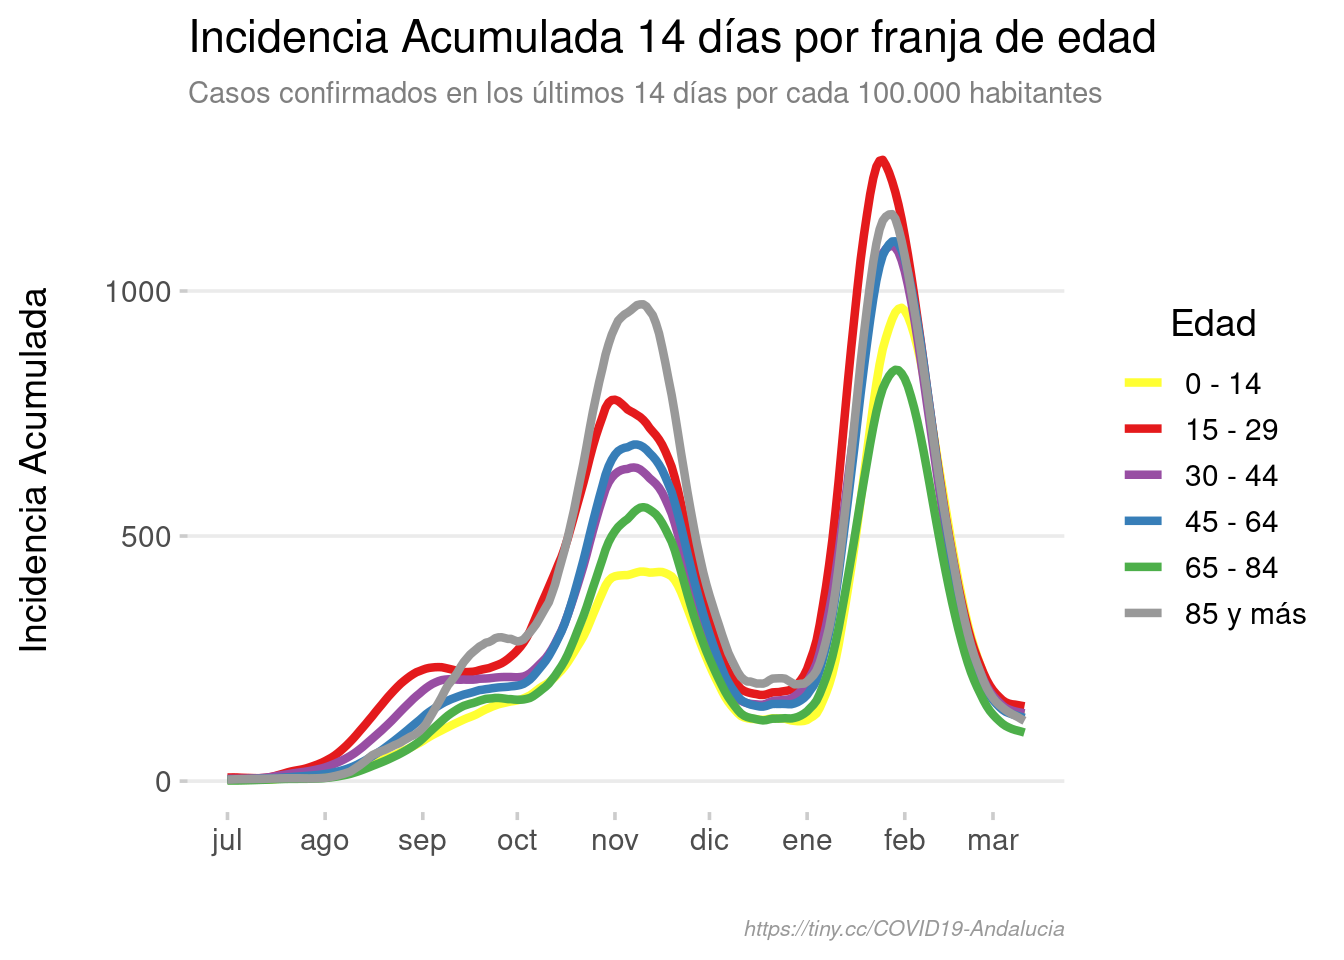 Incidencia Acumulada 14 días por franja de edad
Casos confirmados en los últimos 14 días por cada 100.000 habitantes
Incidencia Acumulada
1000
500
0
jul ago sep oct nov dic ene feb mar
Edad
0 - 14
15 - 29
30 - 44
45 - 64
65 - 84
85 y más
https://tiny.cc/COVID19-Andalucia